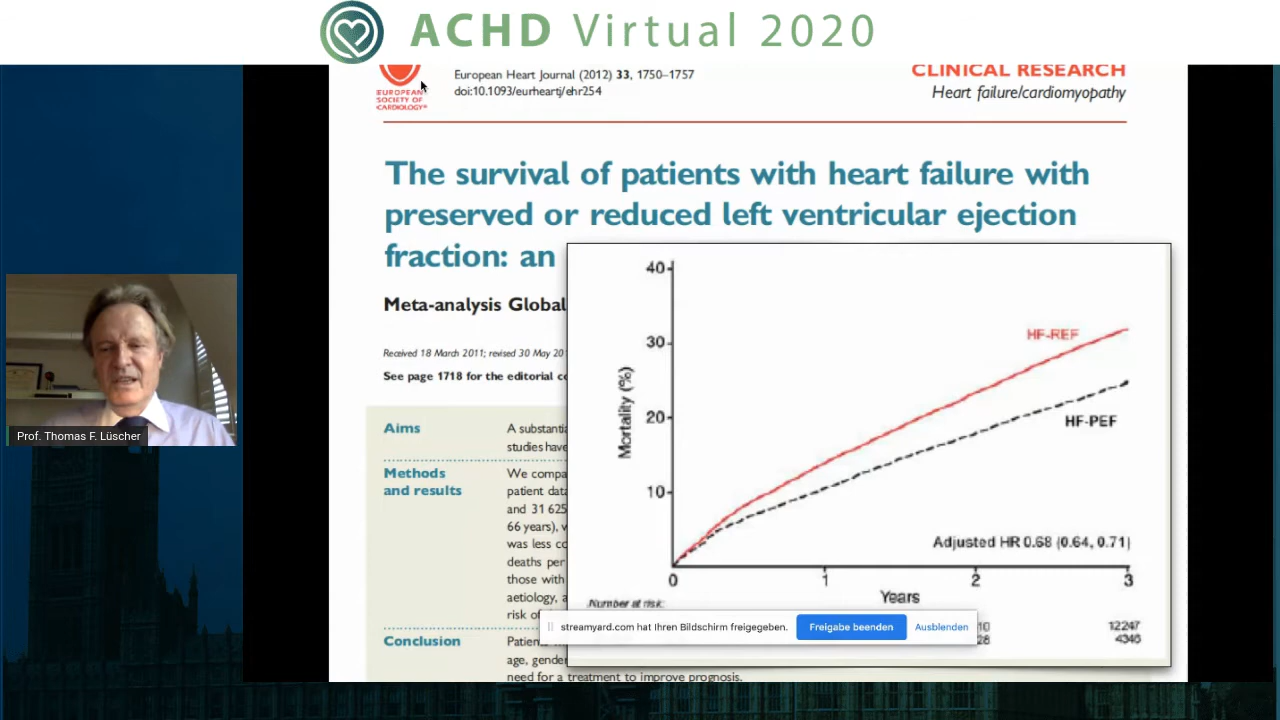 ACHD Virtual 2020
EUROPEAN
SOCIETY OF
CARDIOLOGY®
European Heart Journal (2012) 33, 1750–1757
doi:10.1093/eurheartj/ehr254
CLINICAL RESEARCH
Heart failure/cardiomyopathy
The survival of patients with heart failure with
preserved or reduced left ventricular ejection
fraction: an
Meta-analysis Global
Received 18 March 2011; revised 30 May 20
See page 1718 for the editorial co
Aims
A substantia
studies have
Methods
and results
We compa
patient data
and 31 625
66 years), w
was less co
deaths per
those with
aetiology, a
risk of
Conclusion
Patien
age, gender
need for a treatment to improve prognosis.
Mortality (%)
40
30
20
10
HF-REF
HF-PEF
Adjusted HR 0.68 (0.64, 0.71)
0 1 2 3
Years
Number at risk:
10 12247
28 4346
streamyard.com hat Ihren Bildschirm freigegeben.
Freigabe beenden
Ausblenden
Prof. Thomas F. Lüscher